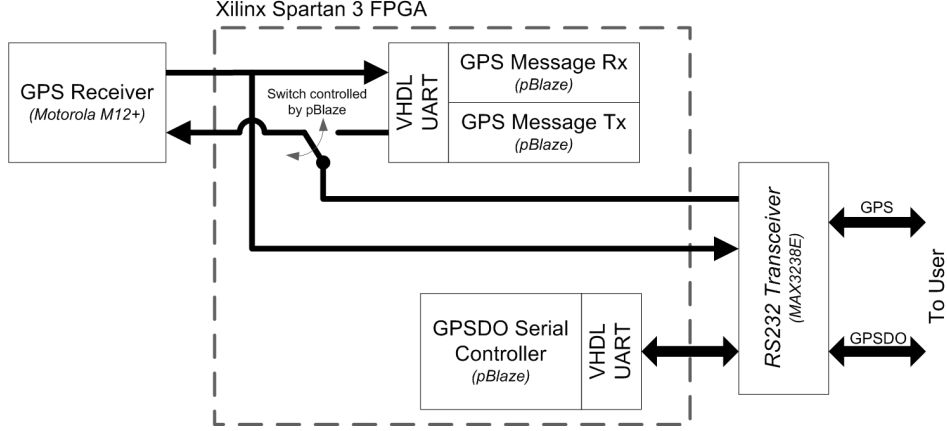 Xilinx Spartan 3 FPGA
GPS Receiver
(Motorola M12+)
Switch controlled
by pBlaze
VHDL
UART
GPS Message Rx
(pBlaze)
GPS Message Tx
(pBlaze)
RS232 Transceiver
(MAX3238E)
GPS
GPSDO
To User
GPSDO Serial
Controller
(pBlaze)
VHDL
UART